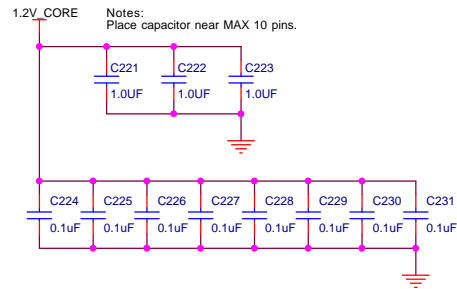 1.2V_CORE
Notes:
Place capacitor near MAX 10 pins.
C221 C222 C223
1.0UF 1.0UF 1.0UF
C224 C225 C226 C227 C228 C229 C230 C231
0.1uF 0.1uF 0.1uF 0.1uF 0.1uF 0.1uF 0.1uF 0.1uF